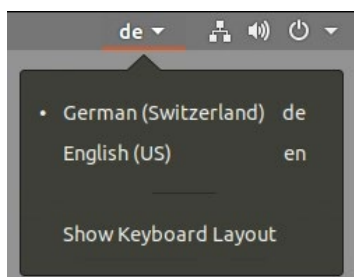 de
German (Switzerland) de
English (US) en
Show Keyboard Layout